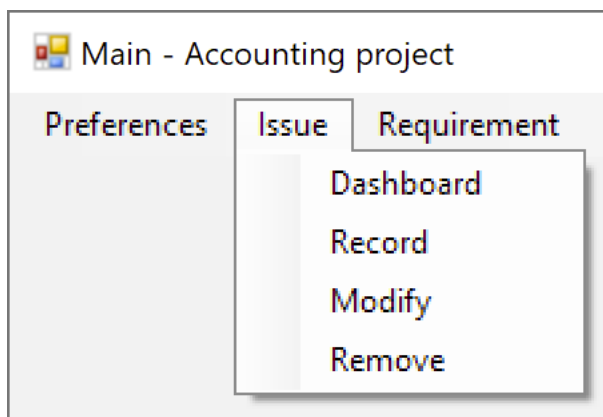 Main - Accounting project
Preferences Issue Requirement
Dashboard
Record
Modify
Remove